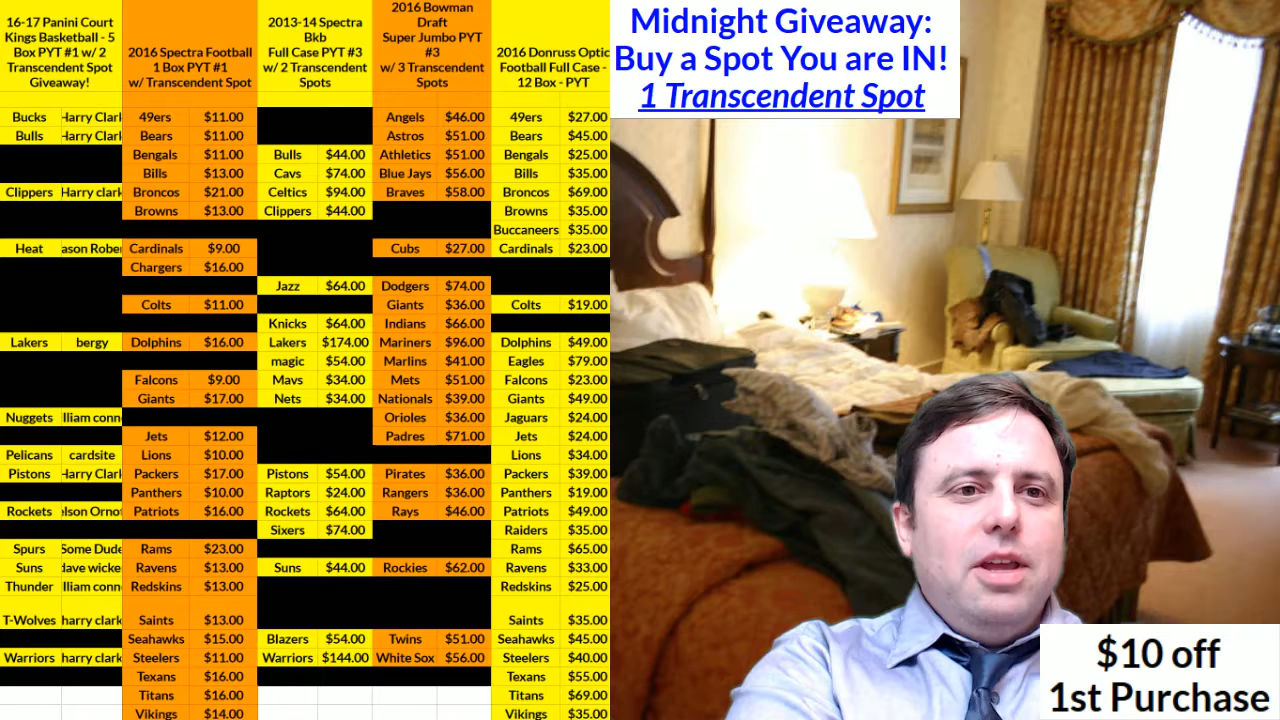 16-17 Panini Court
Kings Basketball - 5
Box PYT #1 w/ 2
Transcendent Spot
Giveaway!
2016 Spectra Football
1 Box PYT #1
w/ Transcendent Spot
2013-14 Spectra
Bkb
Full Case PYT #3
w/ 2 Transcendent
Spots
2016 Bowman
Draft
Super Jumbo PYT
#3
w/ 3 Transcendent
Spots
2016 Donruss Optic
Football Full Case -
12 Box - PYT
Bucks Harry Clark 49ers $11.00 Angels $46.00 49ers $27.00
Bulls Harry Clark Bears $11.00 Astros $51.00 Bears $45.00
Bengals $11.00 Bulls $44.00 Athletics $51.00 Bengals $25.00
Bills $13.00 Cavs $74.00 Blue Jays $56.00 Bills $35.00
Clippers Harry clark Broncos $21.00 Celtics $94.00 Braves $58.00 Broncos $69.00
Browns $13.00 Clippers $44.00 Browns $35.00
Buccaneers $35.00
Heat ason Rober Cardinals $9.00 Cubs $27.00 Cardinals $23.00
Chargers $16.00
Jazz $64.00 Dodgers $74.00
Colts $11.00 Giants $36.00 Colts $19.00
Knicks $64.00 Indians $66.00
Lakers bergy Dolphins $16.00 Lakers $174.00 Mariners $96.00 Dolphins $49.00
magic $54.00 Marlins $41.00 Eagles $79.00
Falcons $9.00 Mavs $34.00 Mets $51.00 Falcons $23.00
Giants $17.00 Nets $34.00 Nationals $39.00 Giants $49.00
Nuggets lliam conn Orioles $36.00 Jaguars $24.00
Jets $12.00 Padres $71.00 Jets $24.00
Pelicans cardsite Lions $10.00 Lions $34.00
Pistons Harry Clark Packers $17.00 Pistons $54.00 Pirates $36.00 Packers $39.00
Panthers $10.00 Raptors $24.00 Rangers $36.00 Panthers $19.00
Rockets elson Ornot Patriots $16.00 Rockets $64.00 Rays $46.00 Patriots $49.00
Sixers $74.00 Raiders $35.00
Spurs Some Dude Rams $23.00 Rams $65.00
Suns dave wicke Ravens $13.00 Suns $44.00 Rockies $62.00 Ravens $33.00
Thunder lliam conn Redskins $13.00 Redskins $25.00
T-Wolves harry clark Saints $13.00 Saints $35.00
Seahawks $15.00 Blazers $54.00 Twins $51.00 Seahawks $45.00
Warriors harry clark Steelers $11.00 Warriors $144.00 White Sox $56.00 Steelers $40.00
Texans $16.00 Texans $55.00
Titans $16.00 Titans $69.00
Vikings $14.00 Vikings $35.00
Midnight Giveaway:
Buy a Spot You are IN!
1 Transcendent Spot
$10 off
1st Purchase